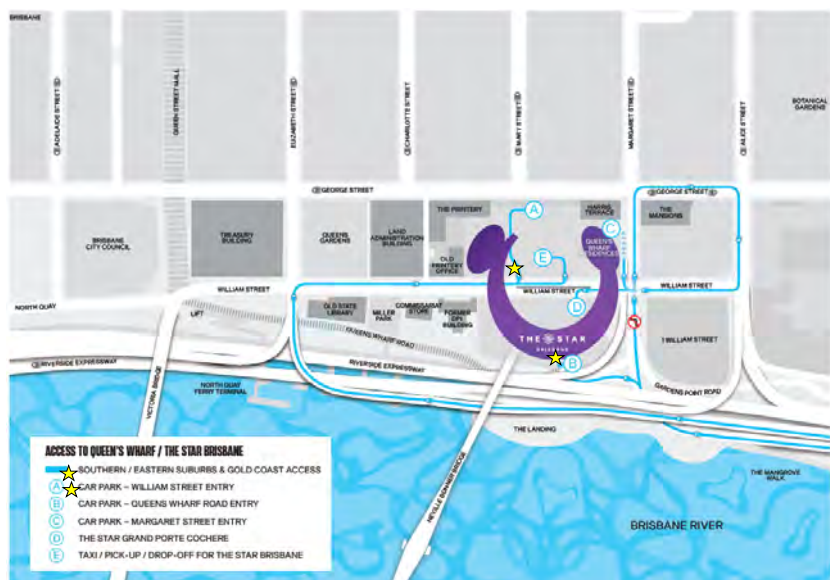 BRISBANE
ADELAIDE STREET
QUEEN STREET MALL
ELIZABETH STREET
CHARLOTTE STREET
MARY STREET
MARGARET STREET
ALICE STREET
BOTANICAL
GARDENS
GEORGE STREET
GEORGE STREET
BRISBANE
CITY COUNCIL
TREASURY
BUILDING
QUEENS
GARDENS
LAND
ADMINISTRATION
BUILDING
THE PRINTERY
OLD
PRINTERY
OFFICE
A
E
HARRIS
TERRACE
C
QUEEN'S
WHARF
RESIDENCES
THE
MANSIONS
WILLIAM STREET
WILLIAM STREET
WILLIAM STREET
D
NORTH QUAY
LIFT
OLD STATE
LIBRARY
MILLER
PARK
COMMISSARIAT
STORE
FORMER
DPI
BUILDING
QUEENS WHARF ROAD
THE STAR
BRISBANE
B
1 WILLIAM STREET
RIVERSIDE EXPRESSWAY
RIVERSIDE EXPRESSWAY
GARDENS POINT ROAD
VICTORIA BRIDGE
NORTH QUAY
FERRY TERMINAL
NEVILLE BONNER BRIDGE
THE LANDING
THE MANGROVE
WALK
BRISBANE RIVER
ACCESS TO QUEEN'S WHARF / THE STAR BRISBANE
SOUTHERN / EASTERN SUBURBS & GOLD COAST ACCESS
A CAR PARK – WILLIAM STREET ENTRY
B CAR PARK – QUEENS WHARF ROAD ENTRY
C CAR PARK – MARGARET STREET ENTRY
D THE STAR GRAND PORTE COCHERE
E TAXI / PICK-UP / DROP-OFF FOR THE STAR BRISBANE